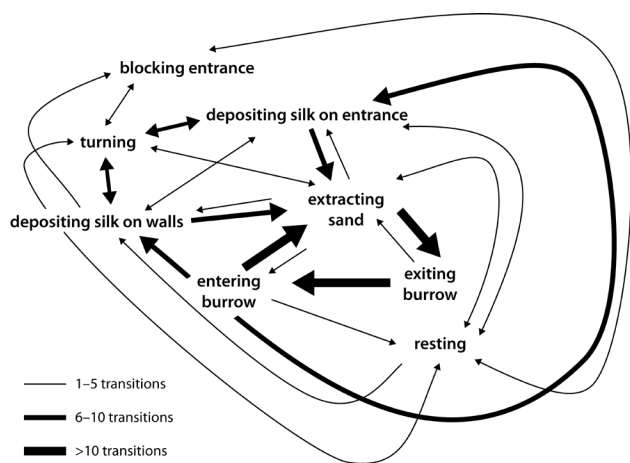 blocking entrance
depositing silk on entrance
turning
extracting
sand
depositing silk on walls
entering
burrow
exiting
burrow
resting
1–5 transitions
6–10 transitions
>10 transitions